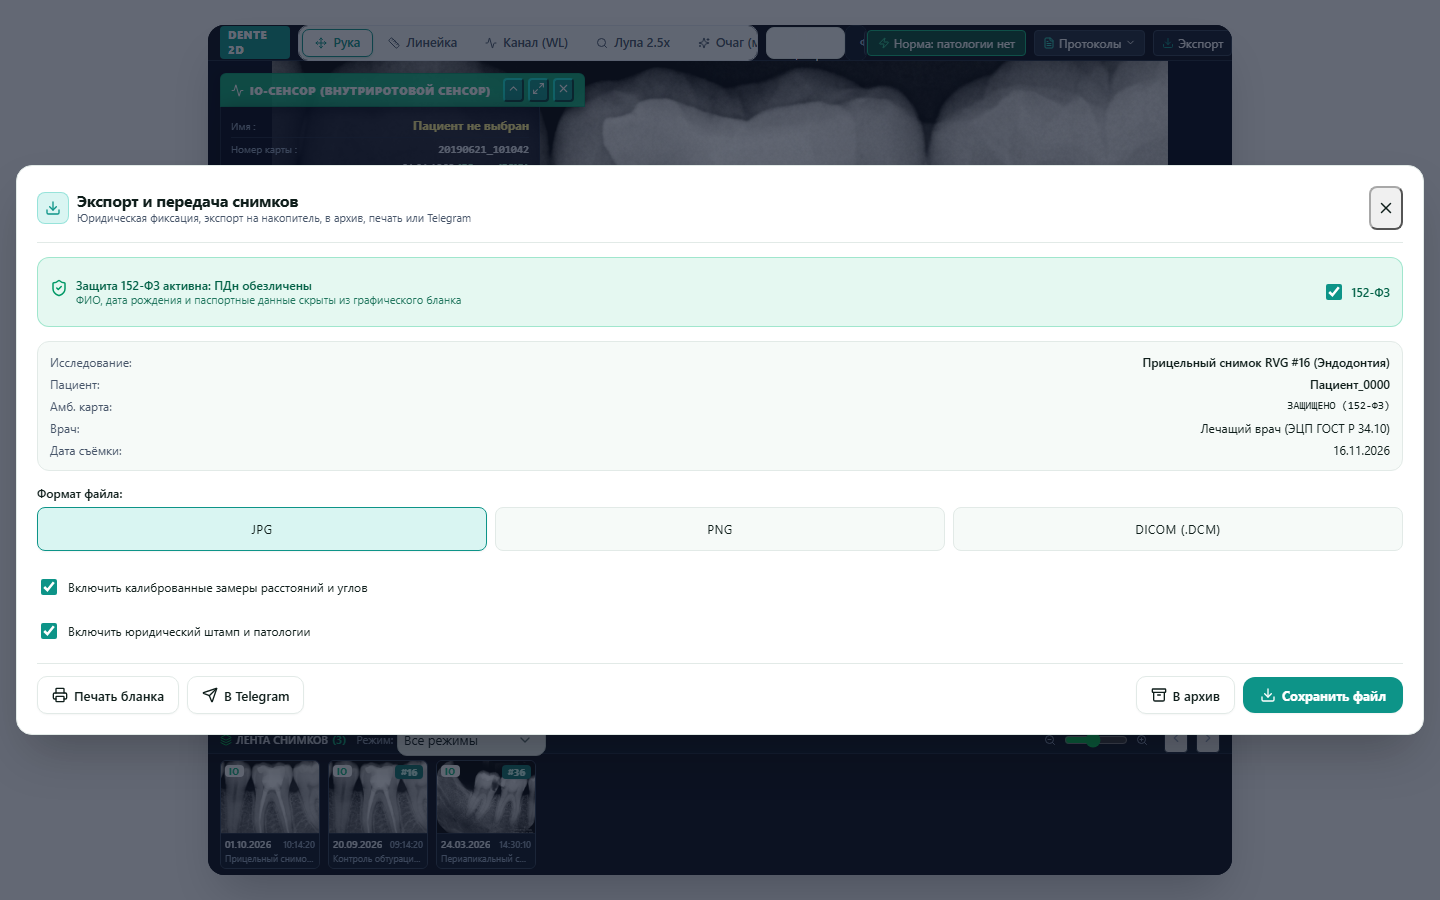 DENTE 2D
Рука
Линейка
Канал (WL)
Лупа 2.5x
Очаг
Норма: патологии нет
Протоколы
Экспорт
IO-СЕНСОР (ВНУТРИРОТОВОЙ СЕНСОР)
Имя :
Пациент не выбран
Номер карты :
20190621_101042
Экспорт и передача снимков
Юридическая фиксация, экспорт на накопитель, в архив, печать или Telegram
Защита 152-ФЗ активна: ПДн обезличены
ФИО, дата рождения и паспортные данные скрыты из графического бланка
152-ФЗ
Исследование:
Прицельный снимок RVG #16 (Эндодонтия)
Пациент:
Пациент_0000
Амб. карта:
ЗАЩИЩЕНО (152-ФЗ)
Врач:
Лечащий врач (ЭЦП ГОСТ Р 34.10)
Дата съёмки:
16.11.2026
Формат файла:
JPG
PNG
DICOM (.DCM)
Включить калиброванные замеры расстояний и углов
Включить юридический штамп и патологии
Печать бланка
В Telegram
В архив
Сохранить файл
ЛЕНТА СНИМКОВ (3)
Режим:
Все режимы
IO
IO
#16
IO
#36
01.10.2026 10:14:20
Прицельный снимо...
20.09.2026 09:14:20
Контроль обтураци...
24.03.2026 14:30:10
Периапикальный с...